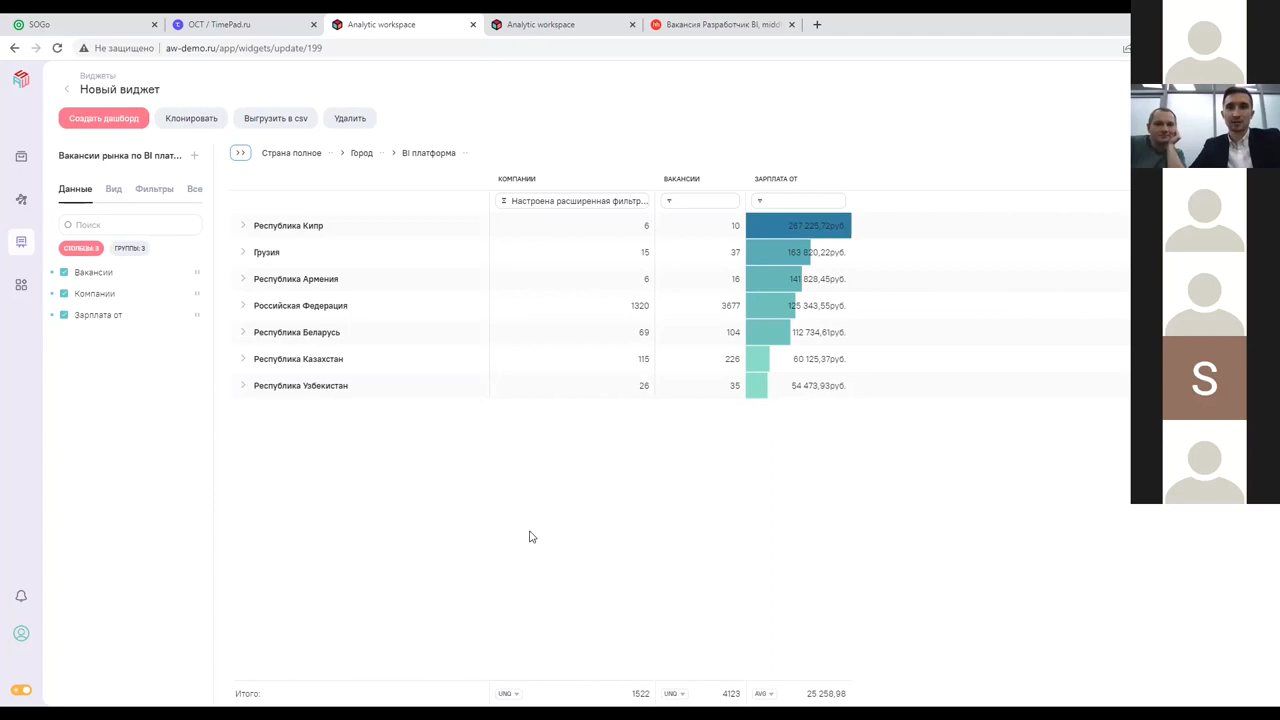 SOGo
ОСТ / TimePad.ru
Analytic workspace
Analytic workspace
Вакансия Разработчик BI, midd
Не защищено
aw-demo.ru/app/widgets/update/199
Виджеты
Новый виджет
Создать дашборд
Клонировать
Выгрузить в csv
Удалить
Вакансии рынка по BI плат...
Страна полное
Город
BI платформа
Данные
Вид
Фильтры
Все
Поиск
СТОЛБЦЫ: 3
ГРУППЫ: 3
Вакансии
Компании
Зарплата от
КОМПАНИИ ВАКАНСИИ ЗАРПЛАТА ОТ
Настроена расширенная фильтр...
Республика Кипр 6 10 267 225,72руб.
Грузия 15 37 163 820,22руб.
Республика Армения 6 16 141 828,45руб.
Российская Федерация 1320 3677 125 343,55руб.
Республика Беларусь 69 104 112 734,61руб.
Республика Казахстан 115 226 60 125,37руб.
Республика Узбекистан 26 35 54 473,93руб.
S
Итого: UNQ 1522 UNQ 4123 AVG 25 258,98